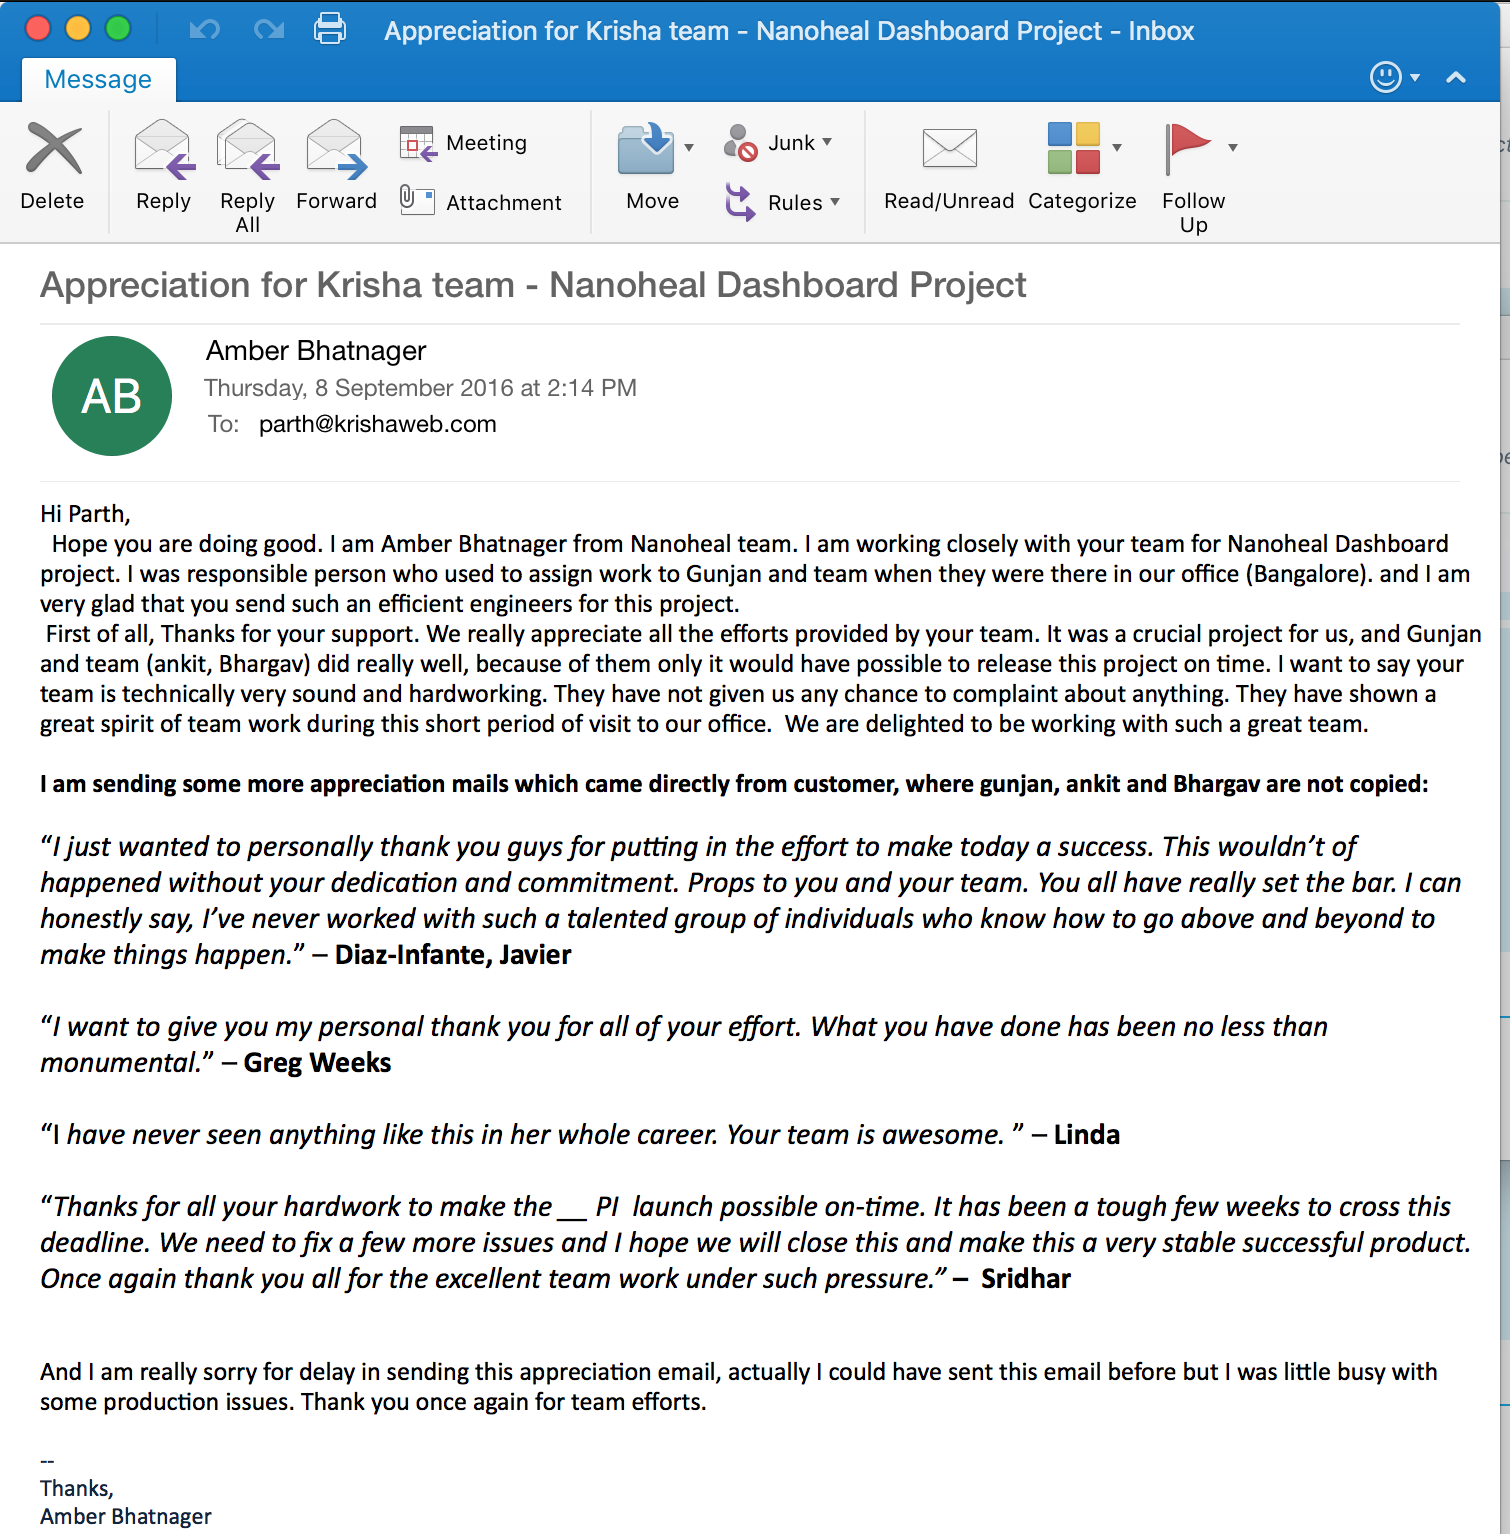 Appreciation for Krisha team - Nanoheal Dashboard Project - Inbox
Message
Delete
Reply
Reply All
Forward
Meeting
Attachment
Move
Junk
Rules
Read/Unread
Categorize
Follow Up
Appreciation for Krisha team - Nanoheal Dashboard Project
AB
Amber Bhatnager
Thursday, 8 September 2016 at 2:14 PM
To: parth@krishaweb.com
Hi Parth,
Hope you are doing good. I am Amber Bhatnager from Nanoheal team. I am working closely with your team for Nanoheal Dashboard
project. I was responsible person who used to assign work to Gunjan and team when they were there in our office (Bangalore). and I am
very glad that you send such an efficient engineers for this project.
First of all, Thanks for your support. We really appreciate all the efforts provided by your team. It was a crucial project for us, and Gunjan
and team (ankit, Bhargav) did really well, because of them only it would have possible to release this project on time. I want to say your
team is technically very sound and hardworking. They have not given us any chance to complaint about anything. They have shown a
great spirit of team work during this short period of visit to our office.  We are delighted to be working with such a great team.
I am sending some more appreciation mails which came directly from customer, where gunjan, ankit and Bhargav are not copied:
“I just wanted to personally thank you guys for putting in the effort to make today a success. This wouldn’t of
happened without your dedication and commitment. Props to you and your team. You all have really set the bar. I can
honestly say, I’ve never worked with such a talented group of individuals who know how to go above and beyond to
make things happen.” – Diaz-Infante, Javier
“I want to give you my personal thank you for all of your effort. What you have done has been no less than
monumental.” – Greg Weeks
“I have never seen anything like this in her whole career. Your team is awesome. ” – Linda
“Thanks for all your hardwork to make the __ PI  launch possible on-time. It has been a tough few weeks to cross this
deadline. We need to fix a few more issues and I hope we will close this and make this a very stable successful product.
Once again thank you all for the excellent team work under such pressure.” –  Sridhar
And I am really sorry for delay in sending this appreciation email, actually I could have sent this email before but I was little busy with
some production issues. Thank you once again for team efforts.
--
Thanks,
Amber Bhatnager